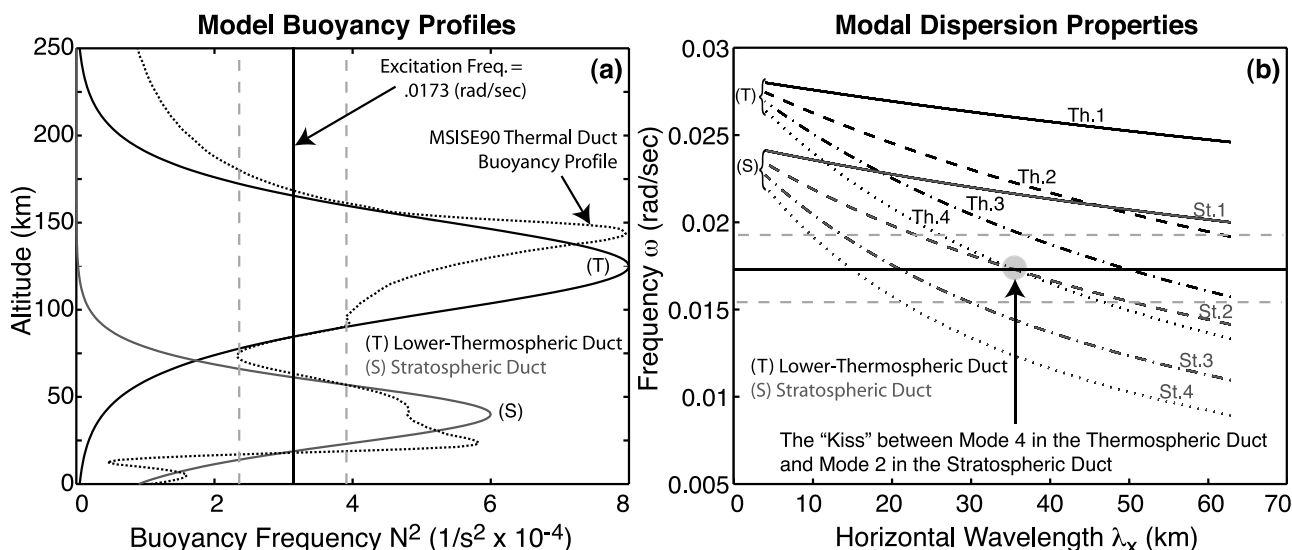 Model Buoyancy Profiles
(a)
250
200
150
100
50
0
Altitude (km)
Excitation Freq. =
.0173 (rad/sec)
MSISE90 Thermal Duct
Buoyancy Profile
(T)
(T) Lower-Thermospheric Duct
(S) Stratospheric Duct
(S)
0 2 4 6 8
Buoyancy Frequency N² (1/s² x 10⁻⁴)
Modal Dispersion Properties
(b)
0.03
0.025
0.02
0.015
0.01
0.005
Frequency ω (rad/sec)
(T)
(S)
Th.1
Th.2
Th.3
Th.4
St.1
St.2
St.3
St.4
(T) Lower-Thermospheric Duct
(S) Stratospheric Duct
The “Kiss” between Mode 4 in the Thermospheric Duct
and Mode 2 in the Stratospheric Duct
0 10 20 30 40 50 60 70
Horizontal Wavelength λₓ (km)